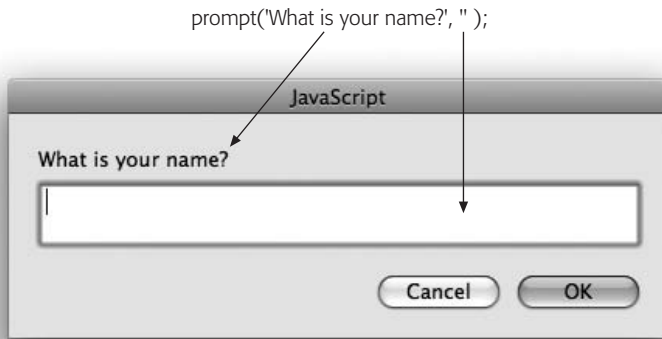 prompt('What is your name?', '' );
JavaScript
What is your name?
Cancel OK